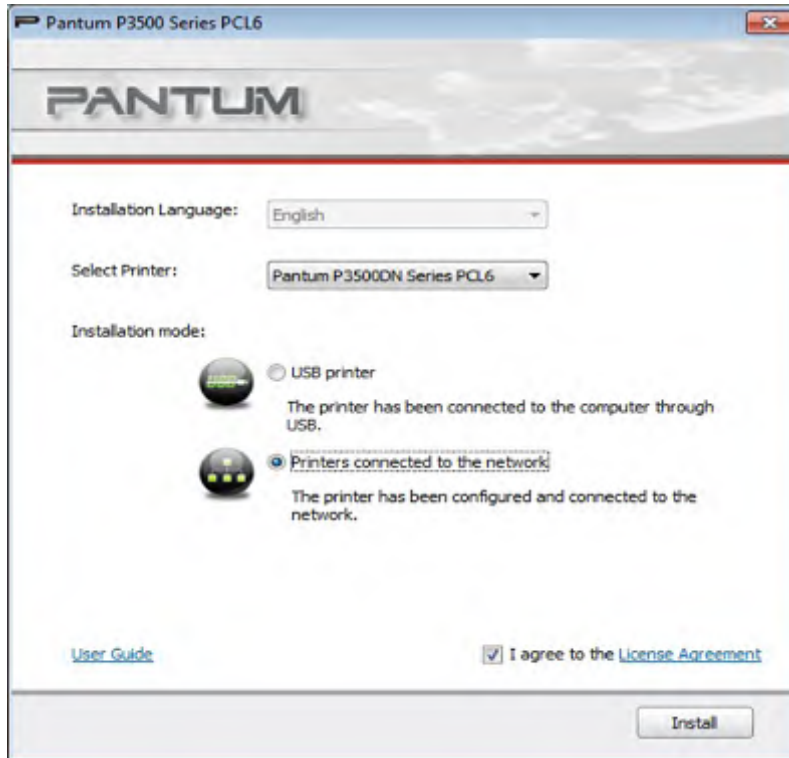 Pantum P3500 Series PCL6
PANTUM
Installation Language:
English
Select Printer:
Pantum P3500DN Series PCL6
Installation mode:
USB printer
The printer has been connected to the computer through
USB.
Printers connected to the network
The printer has been configured and connected to the
network.
User Guide
I agree to the License Agreement
Install